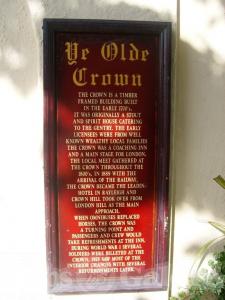 Ye Olde
Crown
THE CROWN IS A TIMBER
FRAMED BUILDING BUILT
IN THE EARLY 1700's.
IT WAS ORIGINALLY A STOUT
AND SPIRIT HOUSE CATERING
TO THE GENTRY. THE EARLY
LICENSEES WERE FROM WELL
KNOWN WEALTHY LOCAL FAMILIES
THE CROWN WAS A COACHING INN
AND A MAIN STAGE FOR LONDON.
THE LOCAL MEET GATHERED AT
THE CROWN THROUGHOUT THE
1800's, IN 1889 WITH THE
ARRIVAL OF THE RAILWAY.
THE CROWN BECAME THE LEADING
HOTEL IN RAYLEIGH AND
CROWN HILL TOOK OVER FROM
LONDON HILL AS THE MAIN
APPROACH.
WHEN OMNIBUSES REPLACED
HORSES, THE CROWN WAS
A TURNING POINT AND
PASSENGERS AND CREW WOULD
TAKE REFRESHMENTS AT THE INN.
DURING WORLD WAR I SEVERAL
SOLDIERS WERE BILLETED AT THE
CROWN, MOST OF THE
INTERIOR CHANGING WITH SEVERAL
REFURBISHMENTS LATER.